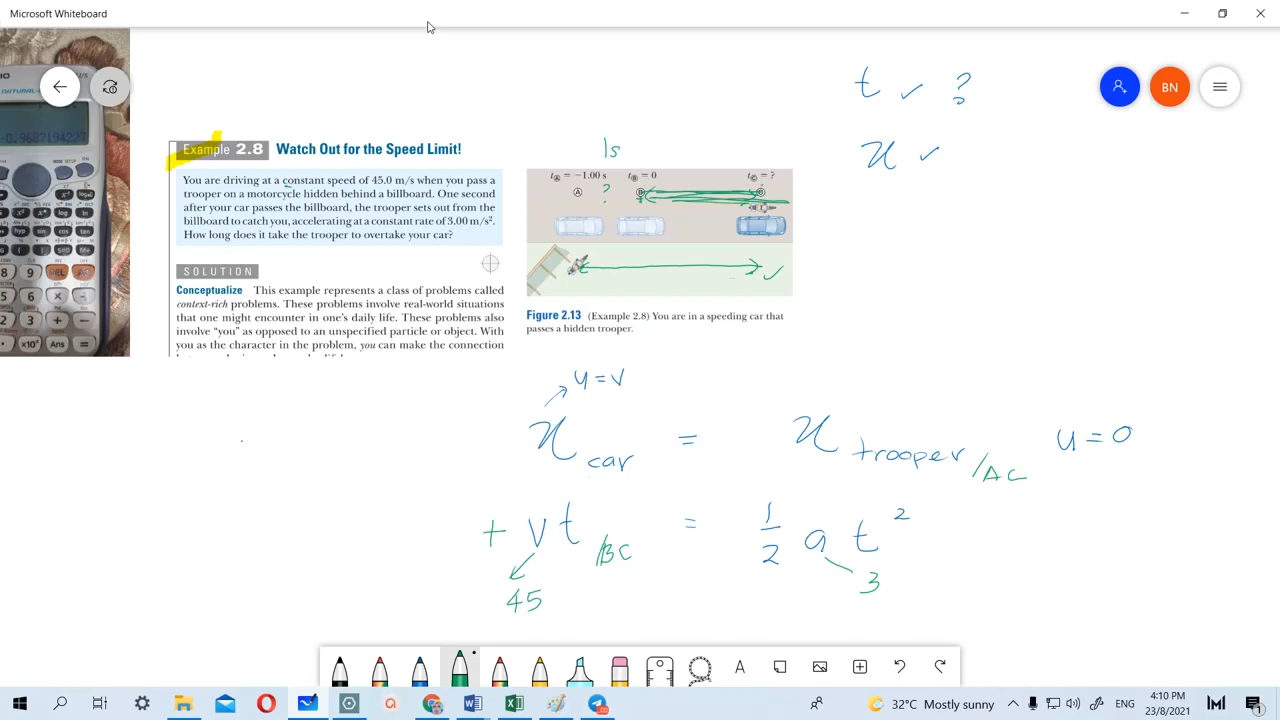 Microsoft Whiteboard
NATURAL
-0.9687194227
BN
t ✓ ?
x ✓
Example 2.8 Watch Out for the Speed Limit!
You are driving at a constant speed of 45.0 m/s when you pass a
trooper on a motorcycle hidden behind a billboard. One second
after your car passes the billboard, the trooper sets out from the
billboard to catch you, accelerating at a constant rate of 3.00 m/s².
How long does it take the trooper to overtake your car?
SOLUTION
Conceptualize This example represents a class of problems called
context-rich problems. These problems involve real-world situations
that one might encounter in one's daily life. These problems also
involve "you" as opposed to an unspecified particle or object. With
you as the character in the problem, you can make the connection
1s
tⒶ = −1.00 s tⒷ = 0 tⒸ = ?
Ⓐ ? Ⓑ Ⓒ
Figure 2.13 (Example 2.8) You are in a speeding car that
passes a hidden trooper.
u = v
x car = x trooper/AC u = 0
+ v t /BC = 1/2 a t²
45 3
A
32°C Mostly sunny
ENG
4:10 PM
23/8/2021